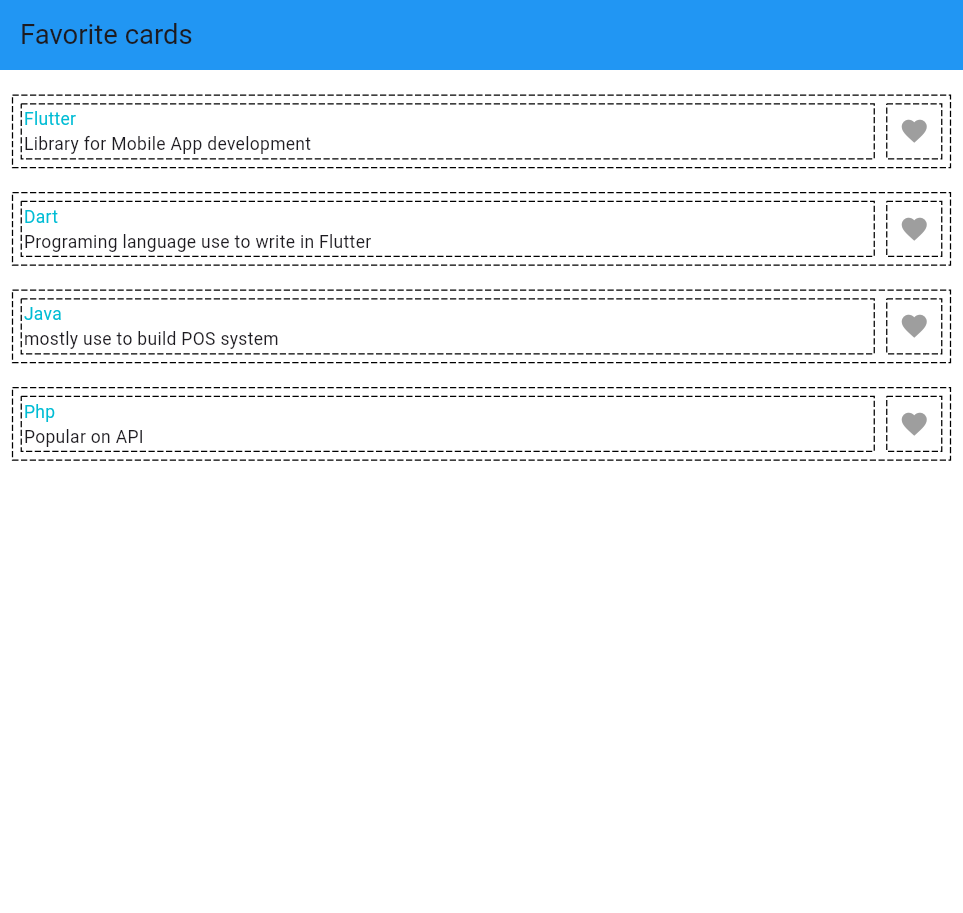 Favorite cards
Flutter
Library for Mobile App development
Dart
Programing language use to write in Flutter
Java
mostly use to build POS system
Php
Popular on API